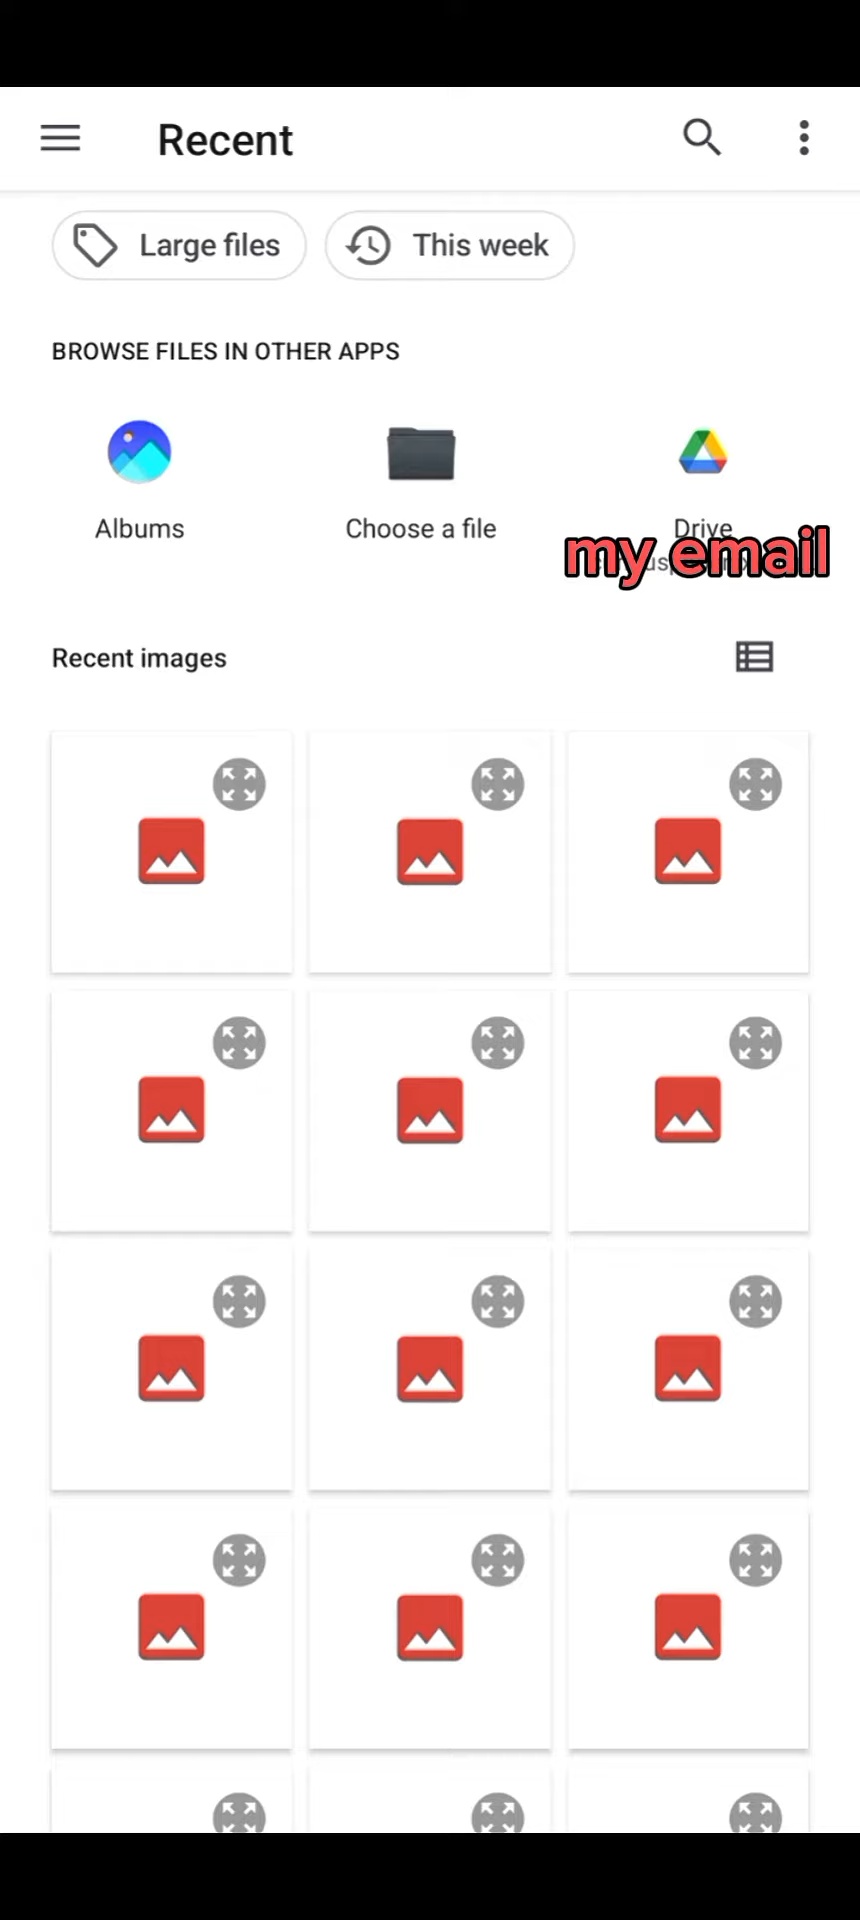 Recent
Large files
This week
BROWSE FILES IN OTHER APPS
Albums
Choose a file
Drive
my email
Recent images